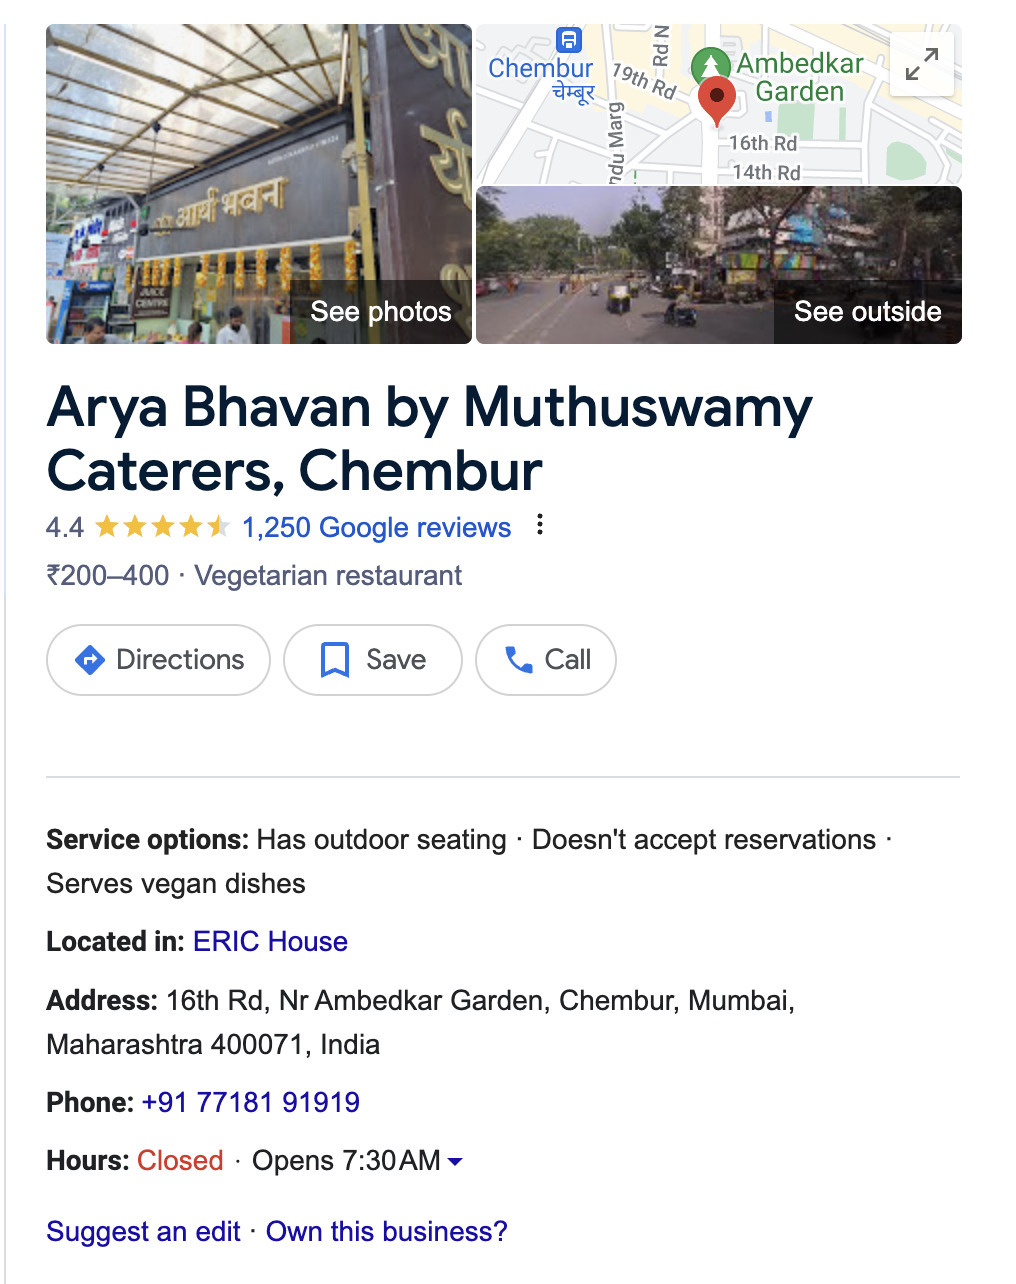 आर्या भवन
JUICE
CENTRE
See photos
Chembur
चेम्बूर
19th Rd
Rd N
ndu Marg
Ambedkar
Garden
16th Rd
14th Rd
See outside
Arya Bhavan by Muthuswamy
Caterers, Chembur
4.4 1,250 Google reviews
₹200–400 · Vegetarian restaurant
Directions
Save
Call
Service options: Has outdoor seating · Doesn't accept reservations ·
Serves vegan dishes
Located in: ERIC House
Address: 16th Rd, Nr Ambedkar Garden, Chembur, Mumbai,
Maharashtra 400071, India
Phone: +91 77181 91919
Hours: Closed · Opens 7:30 AM
Suggest an edit · Own this business?